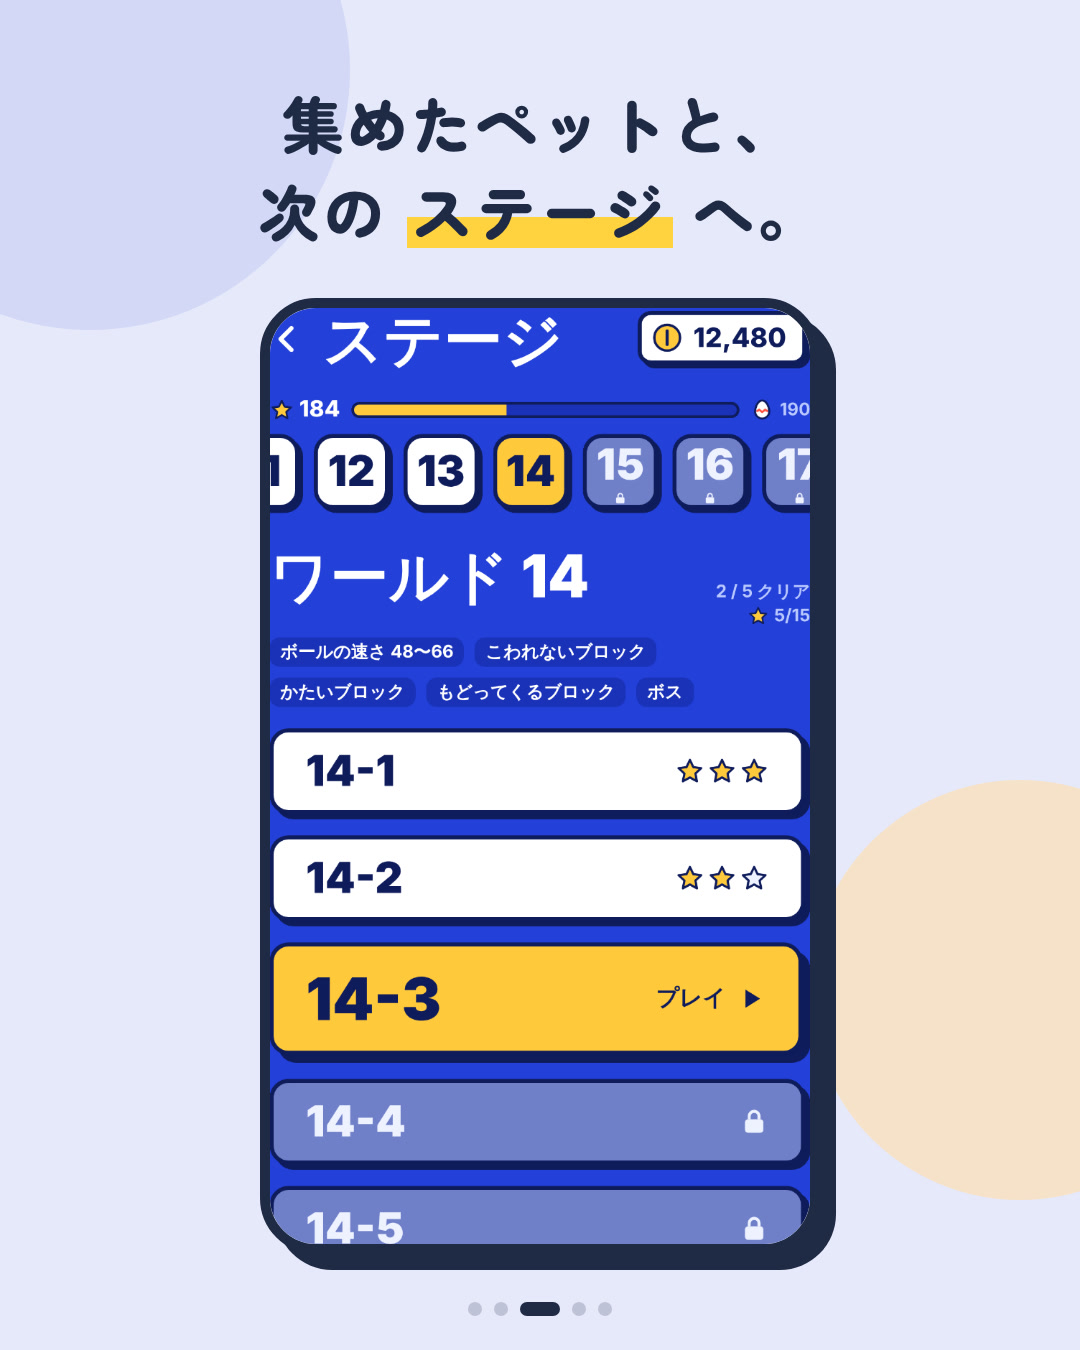 集めたペットと、
次の ステージ へ。
ステージ
12,480
184
190
1 12 13 14 15 16 17
ワールド 14
2 / 5 クリア
5/15
ボールの速さ 48〜66 こわれないブロック
かたいブロック もどってくるブロック ボス
14-1
14-2
14-3 プレイ
14-4
14-5